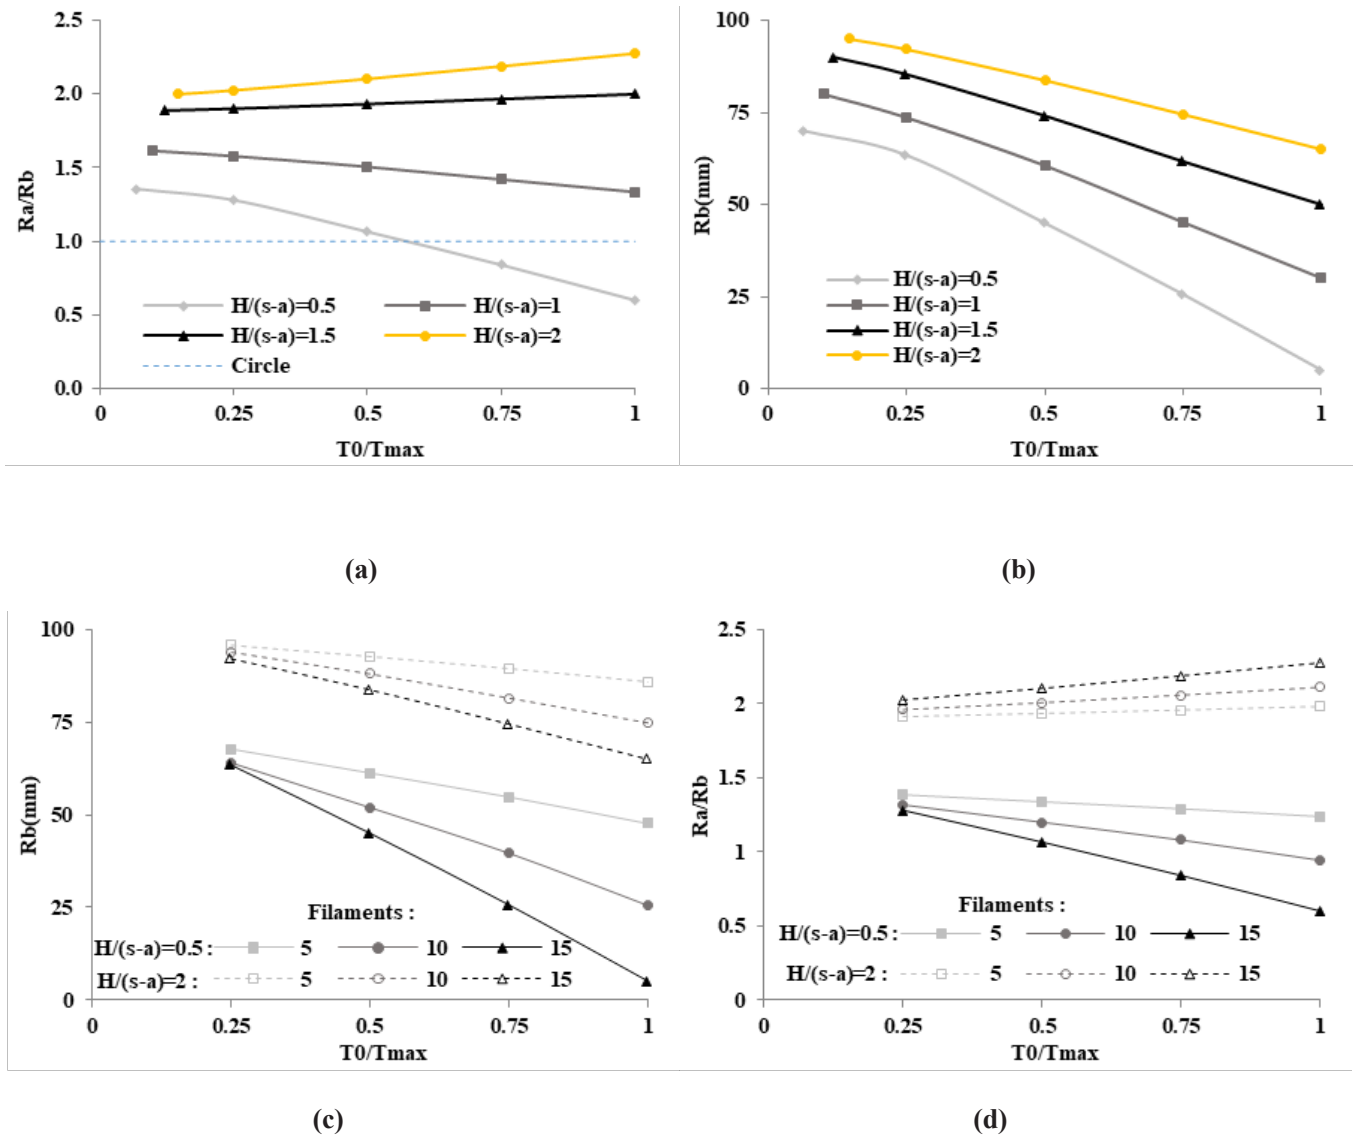 2.5
2.0
1.5
1.0
0.5
0.0
Ra/Rb
H/(s-a)=0.5 H/(s-a)=1
H/(s-a)=1.5 H/(s-a)=2
Circle
0 0.25 0.5 0.75 1
T0/Tmax
100
75
50
25
0
Rb(mm)
H/(s-a)=0.5
H/(s-a)=1
H/(s-a)=1.5
H/(s-a)=2
0 0.25 0.5 0.75 1
T0/Tmax
(a) (b)
100
75
50
25
0
Rb(mm)
Filaments :
H/(s-a)=0.5 : 5 10 15
H/(s-a)=2 : 5 10 15
0 0.25 0.5 0.75 1
T0/Tmax
2.5
2
1.5
1
0.5
0
Ra/Rb
Filaments :
H/(s-a)=0.5 : 5 10 15
H/(s-a)=2 : 5 10 15
0 0.25 0.5 0.75 1
T0/Tmax
(c) (d)